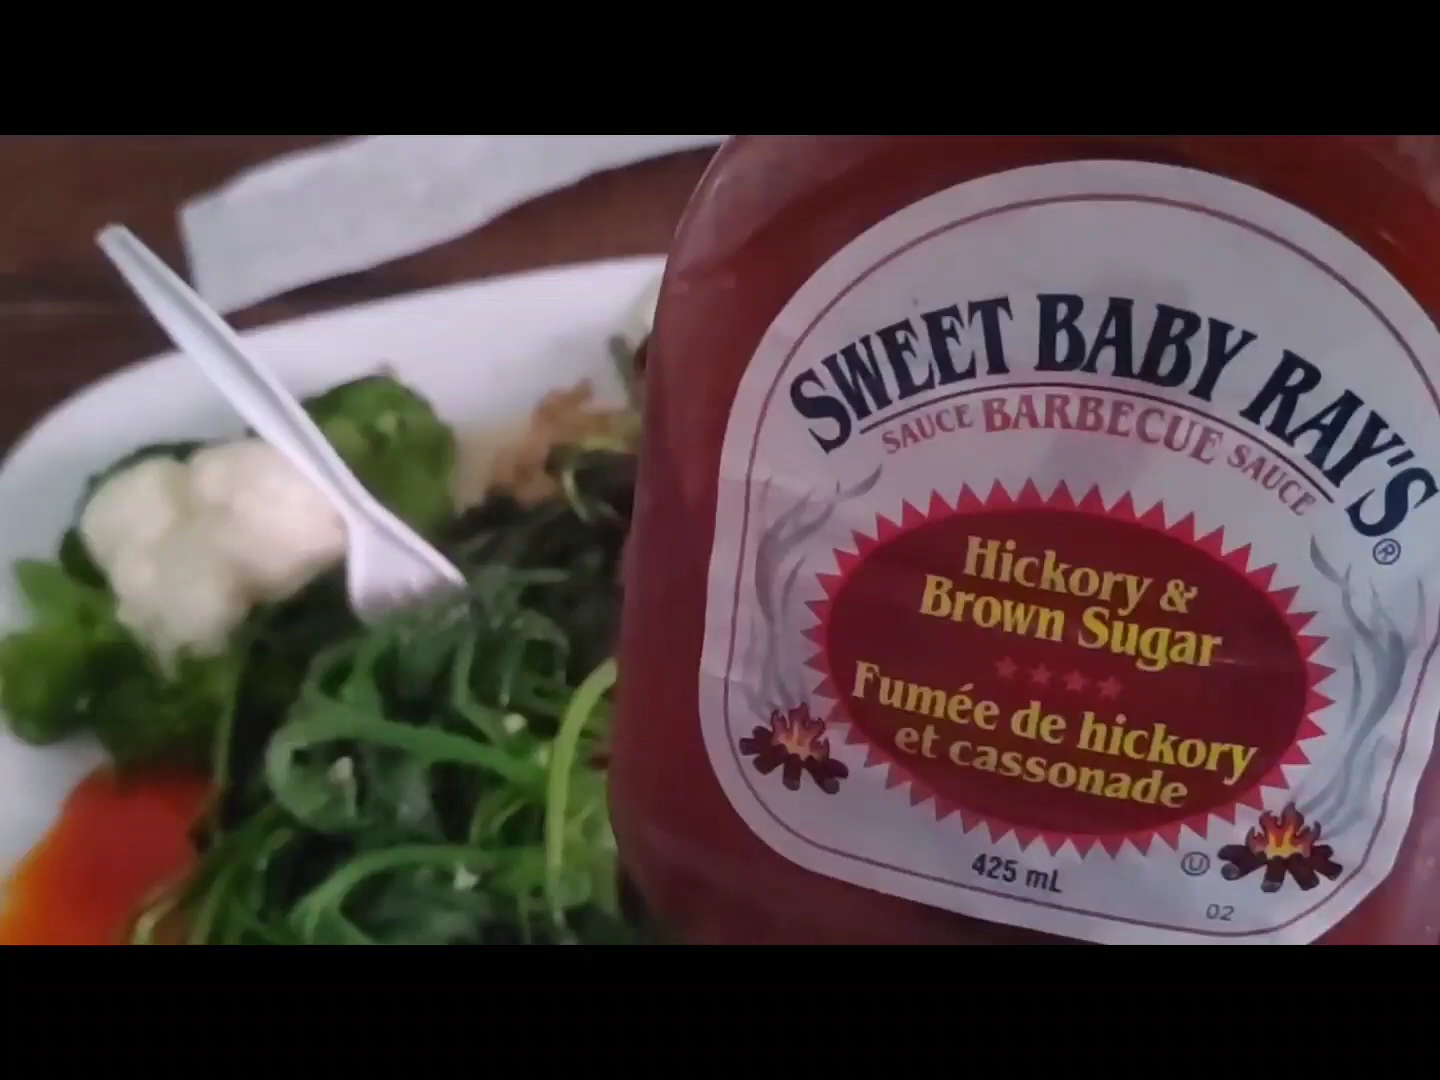 SWEET BABY RAY'S®
SAUCE BARBECUE SAUCE
Hickory &
Brown Sugar
Fumée de hickory
et cassonade
425 mL
U
02